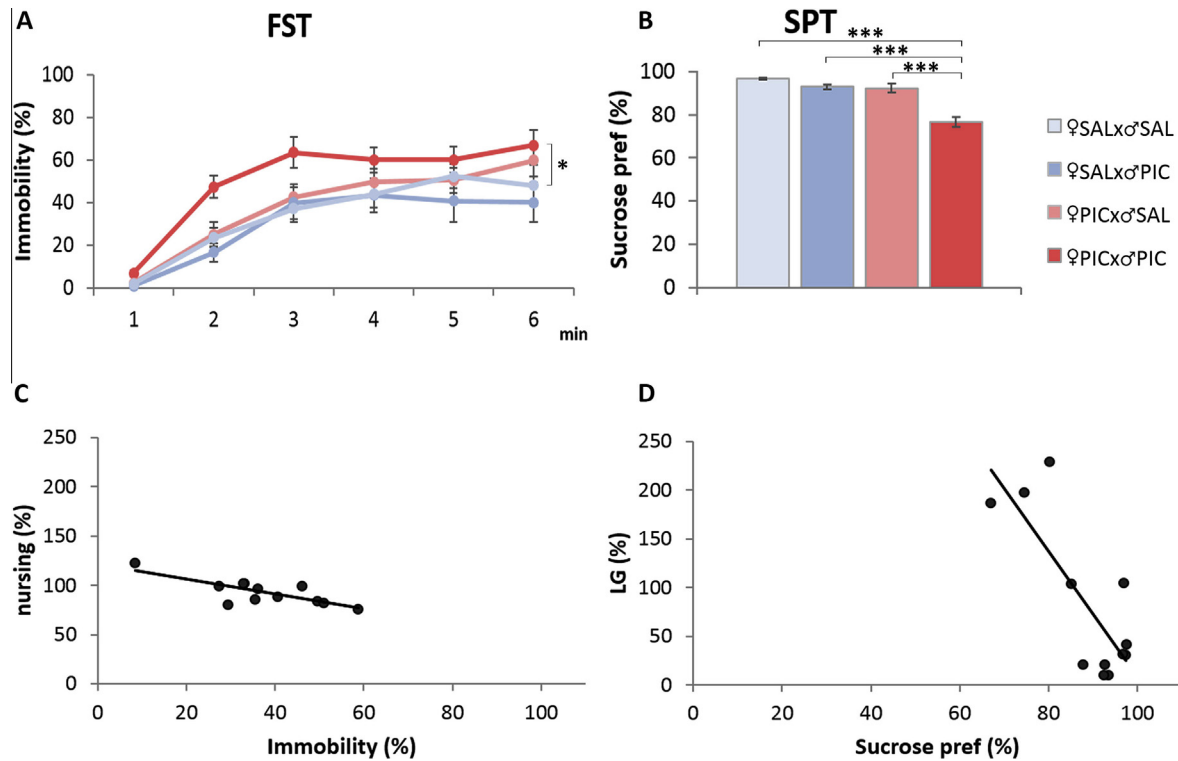 A
FST
Immobility (%)
100
80
60
40
20
0
*
1 2 3 4 5 6
min
B
SPT
***
***
***
Sucrose pref (%)
100
80
60
40
20
0
♀SALx♂SAL
♀SALx♂PIC
♀PICx♂SAL
♀PICx♂PIC
C
nursing (%)
250
200
150
100
50
0
0 20 40 60 80 100
Immobility (%)
D
LG (%)
250
200
150
100
50
0
0 20 40 60 80 100
Sucrose pref (%)